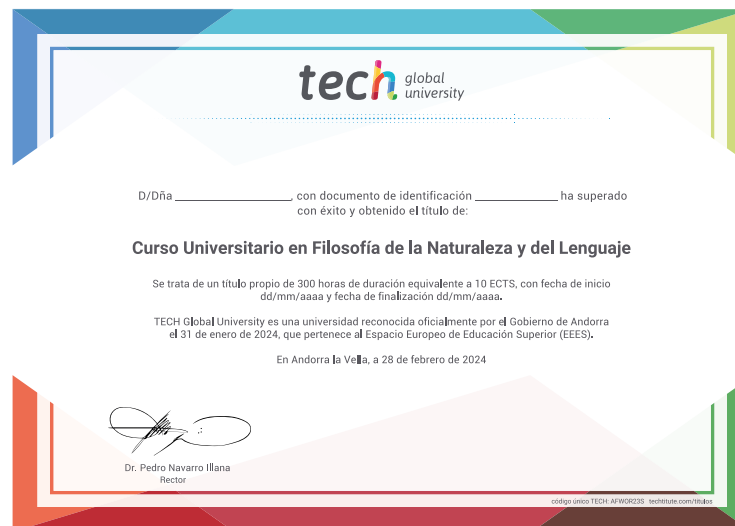 tech global
university
D/Dña ____________________, con documento de identificación ______________ ha superado
con éxito y obtenido el título de:
Curso Universitario en Filosofía de la Naturaleza y del Lenguaje
Se trata de un título propio de 300 horas de duración equivalente a 10 ECTS, con fecha de inicio
dd/mm/aaaa y fecha de finalización dd/mm/aaaa.
TECH Global University es una universidad reconocida oficialmente por el Gobierno de Andorra
el 31 de enero de 2024, que pertenece al Espacio Europeo de Educación Superior (EEES).
En Andorra la Vella, a 28 de febrero de 2024
Dr. Pedro Navarro Illana
Rector
código único TECH: AFWOR23S techtitute.com/titulos